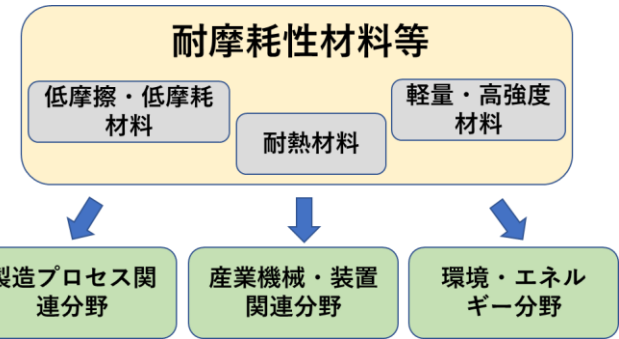 耐摩耗性材料等
低摩擦・低摩耗
材料
耐熱材料
軽量・高強度
材料
製造プロセス関
連分野
産業機械・装置
関連分野
環境・エネル
ギー分野